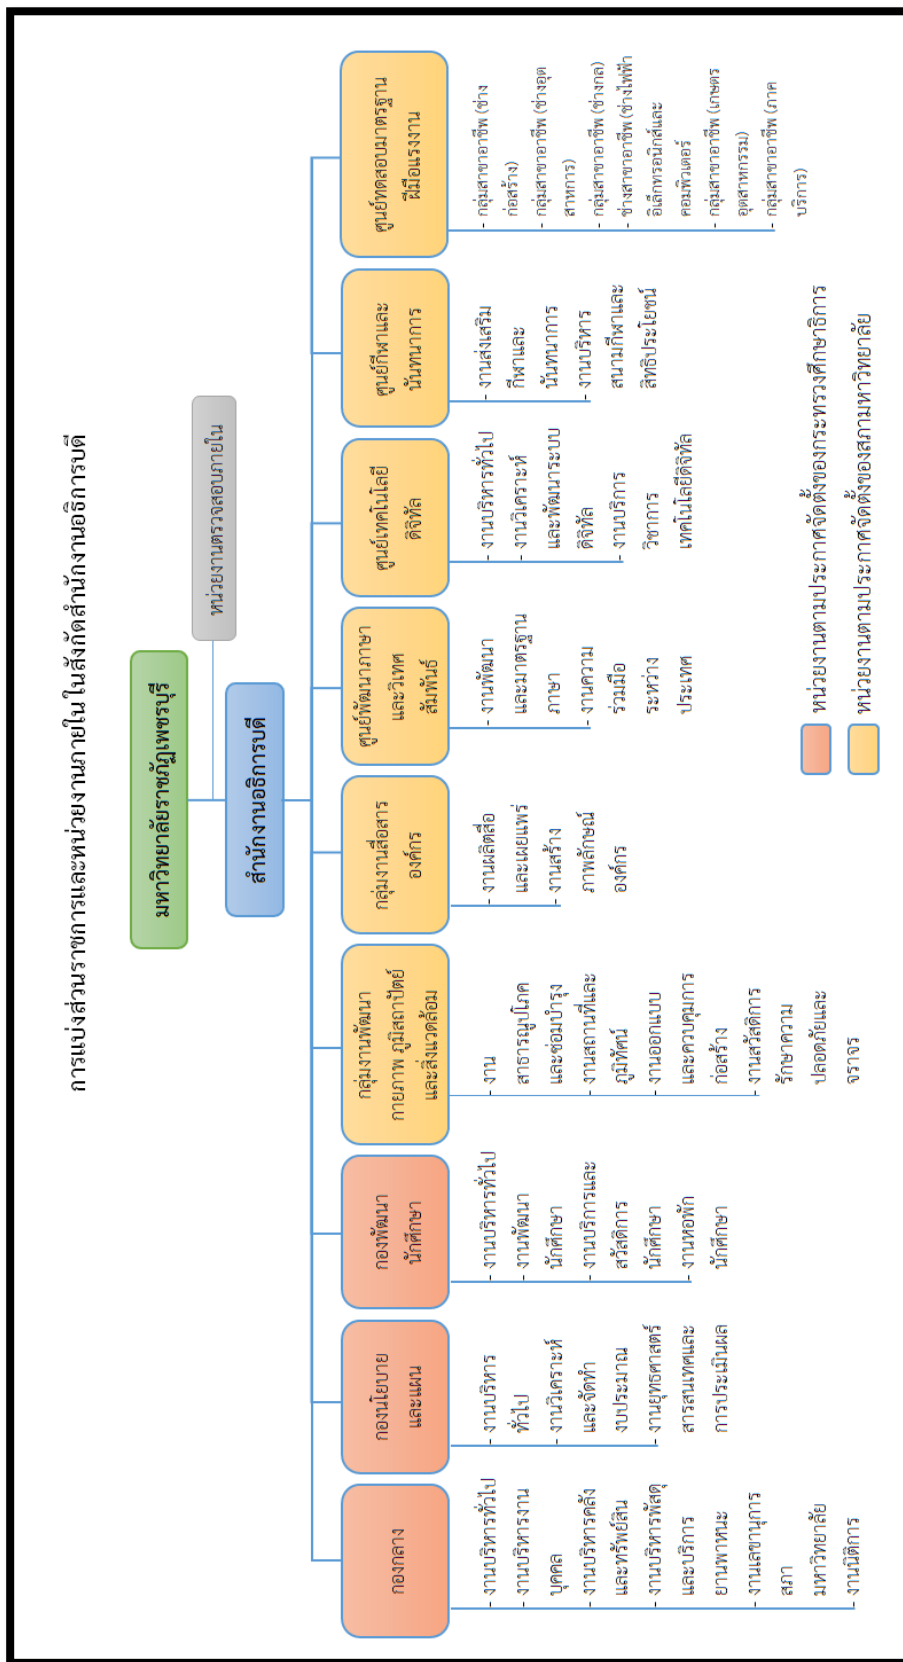 การแบ่งส่วนราชการและหน่วยงานภายใน ในสังกัดสำนักงานอธิการบดี
มหาวิทยาลัยราชภัฏเพชรบุรี
หน่วยงานตรวจสอบภายใน
สำนักงานอธิการบดี
กองกลาง
- งานบริหารทั่วไป
- งานบริหารงาน
บุคคล
- งานบริหารคลัง
และทรัพย์สิน
- งานบริหารพัสดุ
และบริการ
ยานพาหนะ
- งานเลขานุการ
สภา
มหาวิทยาลัย
- งานนิติการ
กองนโยบาย
และแผน
- งานบริหาร
ทั่วไป
- งานวิเคราะห์
และจัดทำ
งบประมาณ
- งานยุทธศาสตร์
สารสนเทศและ
การประเมินผล
กองพัฒนา
นักศึกษา
- งานบริหารทั่วไป
- งานพัฒนา
นักศึกษา
- งานบริการและ
สวัสดิการ
นักศึกษา
- งานหอพัก
นักศึกษา
กลุ่มงานพัฒนา
กายภาพ ภูมิสถาปัตย์
และสิ่งแวดล้อม
- งาน
สาธารณูปโภค
และซ่อมบำรุง
- งานสถานที่และ
ภูมิทัศน์
- งานออกแบบ
และควบคุมการ
ก่อสร้าง
- งานสวัสดิการ
รักษาความ
ปลอดภัยและ
จราจร
กลุ่มงานสื่อสาร
องค์กร
- งานผลิตสื่อ
และเผยแพร่
- งานสร้าง
ภาพลักษณ์
องค์กร
ศูนย์พัฒนาภาษา
และวิเทศ
สัมพันธ์
- งานพัฒนา
และมาตรฐาน
ภาษา
- งานความ
ร่วมมือ
ระหว่าง
ประเทศ
ศูนย์เทคโนโลยี
ดิจิทัล
- งานบริหารทั่วไป
- งานวิเคราะห์
และพัฒนาระบบ
ดิจิทัล
- งานบริการ
วิชาการ
เทคโนโลยีดิจิทัล
ศูนย์กีฬาและ
นันทนาการ
- งานส่งเสริม
กีฬาและ
นันทนาการ
- งานบริหาร
สนามกีฬาและ
สิทธิประโยชน์
ศูนย์ทดสอบมาตรฐาน
ฝีมือแรงงาน
- กลุ่มสาขาอาชีพ (ช่าง
ก่อสร้าง)
- กลุ่มสาขาอาชีพ (ช่างอุต
สาหการ)
- กลุ่มสาขาอาชีพ (ช่างกล)
- ช่างสาขาอาชีพ (ช่างไฟฟ้า
อิเล็กทรอนิกส์และ
คอมพิวเตอร์
- กลุ่มสาขาอาชีพ (เกษตร
อุตสาหกรรม)
- กลุ่มสาขาอาชีพ (ภาค
บริการ)
หน่วยงานตามประกาศจัดตั้งของกระทรวงศึกษาธิการ
หน่วยงานตามประกาศจัดตั้งของสภามหาวิทยาลัย